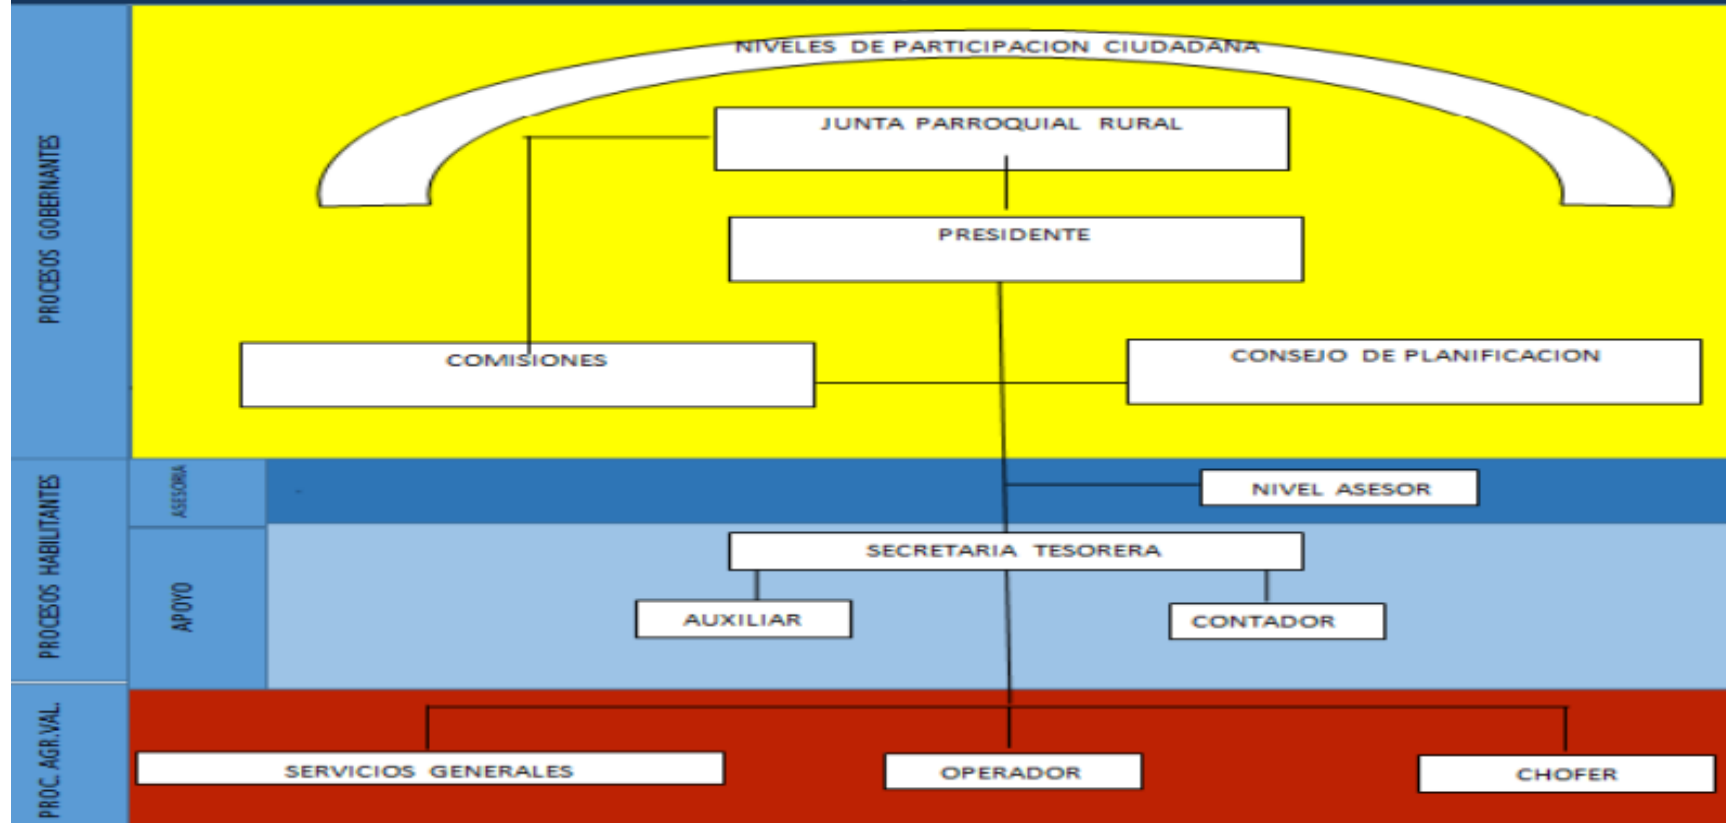 NIVELES DE PARTICIPACION CIUDADANA
JUNTA PARROQUIAL RURAL
PRESIDENTE
COMISIONES
CONSEJO DE PLANIFICACION
PROCESOS GOBERNANTES
NIVEL ASESOR
ASESORIA
SECRETARIA TESORERA
AUXILIAR
CONTADOR
APOYO
PROCESOS HABILITANTES
SERVICIOS GENERALES
OPERADOR
CHOFER
PROC. AGR.VAL.